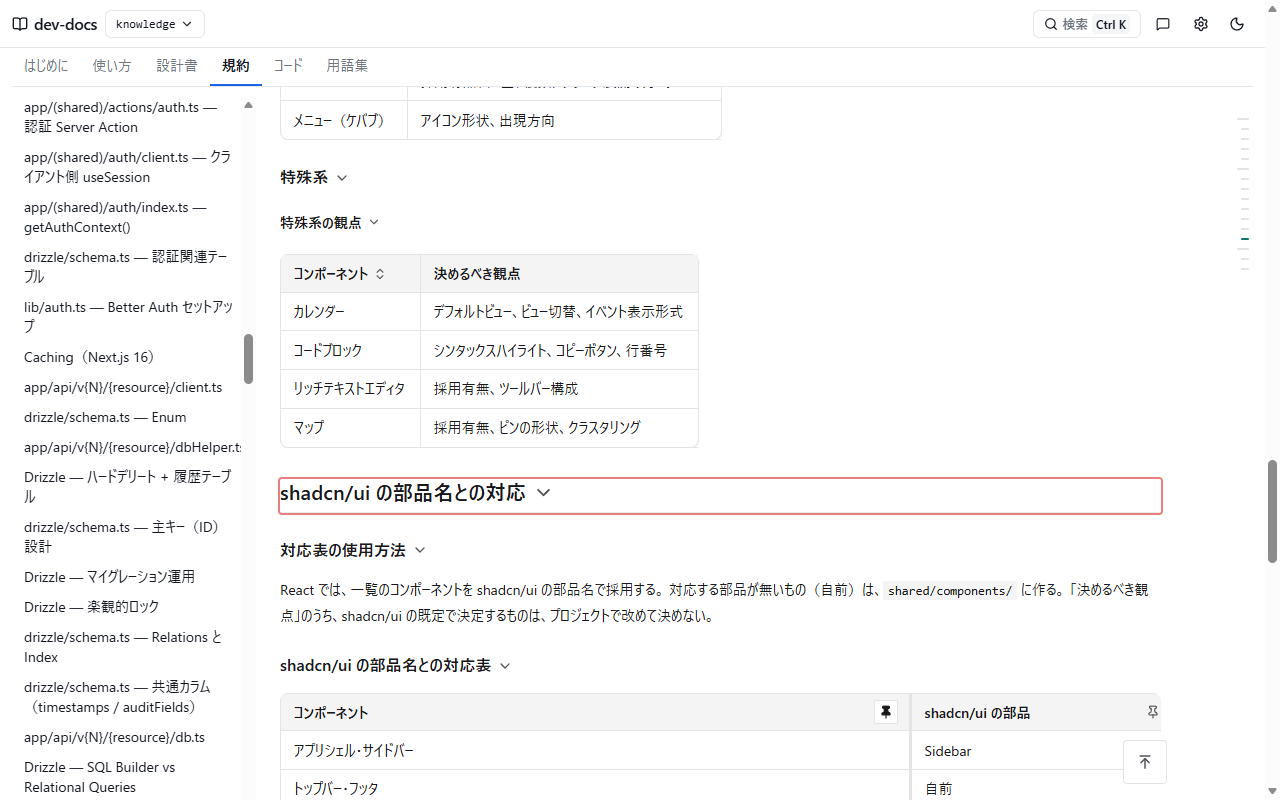 dev-docs
knowledge
検索 Ctrl K
はじめに 使い方 設計書 規約 コード 用語集
app/(shared)/actions/auth.ts —
認証 Server Action
app/(shared)/auth/client.ts — クラ
イアント側 useSession
app/(shared)/auth/index.ts —
getAuthContext()
drizzle/schema.ts — 認証関連テー
ブル
lib/auth.ts — Better Auth セットアッ
プ
Caching（Next.js 16）
app/api/v{N}/{resource}/client.ts
drizzle/schema.ts — Enum
app/api/v{N}/{resource}/dbHelper.ts
Drizzle — ハードデリート + 履歴テーブ
ル
drizzle/schema.ts — 主キー（ID）
設計
Drizzle — マイグレーション運用
Drizzle — 楽観的ロック
drizzle/schema.ts — Relations と
Index
drizzle/schema.ts — 共通カラム
（timestamps / auditFields）
app/api/v{N}/{resource}/db.ts
Drizzle — SQL Builder vs
Relational Queries
メニュー（ケバブ） アイコン形状、出現方向
特殊系
特殊系の観点
コンポーネント 決めるべき観点
カレンダー デフォルトビュー、ビュー切替、イベント表示形式
コードブロック シンタックスハイライト、コピーボタン、行番号
リッチテキストエディタ 採用有無、ツールバー構成
マップ 採用有無、ピンの形状、クラスタリング
shadcn/ui の部品名との対応
対応表の使用方法
React では、一覧のコンポーネントを shadcn/ui の部品名で採用する。対応する部品が無いもの（自前）は、 shared/components/ に作る。「決めるべき観
点」のうち、shadcn/ui の既定で決定するものは、プロジェクトで改めて決めない。
shadcn/ui の部品名との対応表
コンポーネント shadcn/ui の部品
アプリシェル・サイドバー Sidebar
トップバー・フッタ 自前